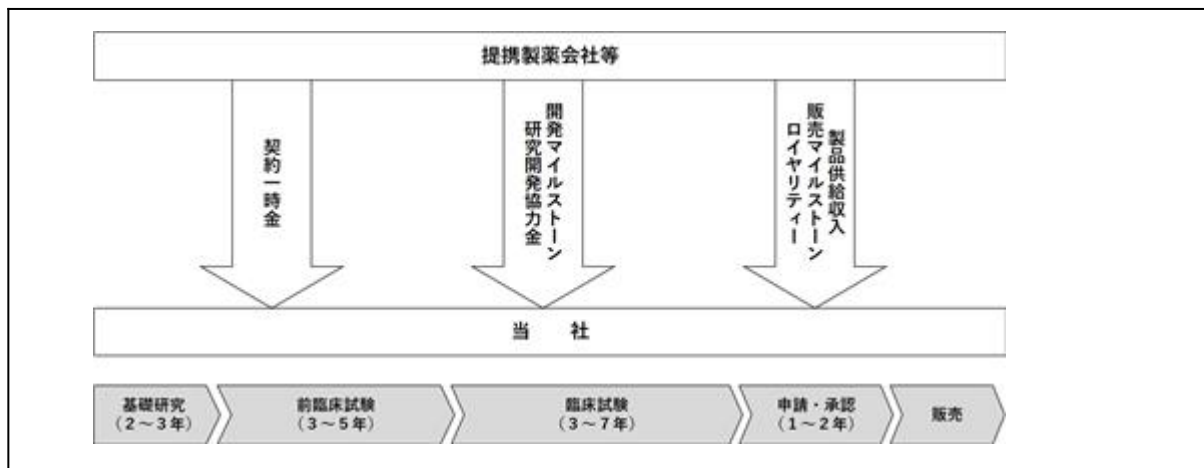 提携製薬会社等
契約一時金
開発マイルストーン
研究開発協力金
製品供給収入
販売マイルストーン
ロイヤリティー
当 社
基礎研究
(2~3年)
前臨床試験
(3~5年)
臨床試験
(3~7年)
申請・承認
(1~2年)
販売